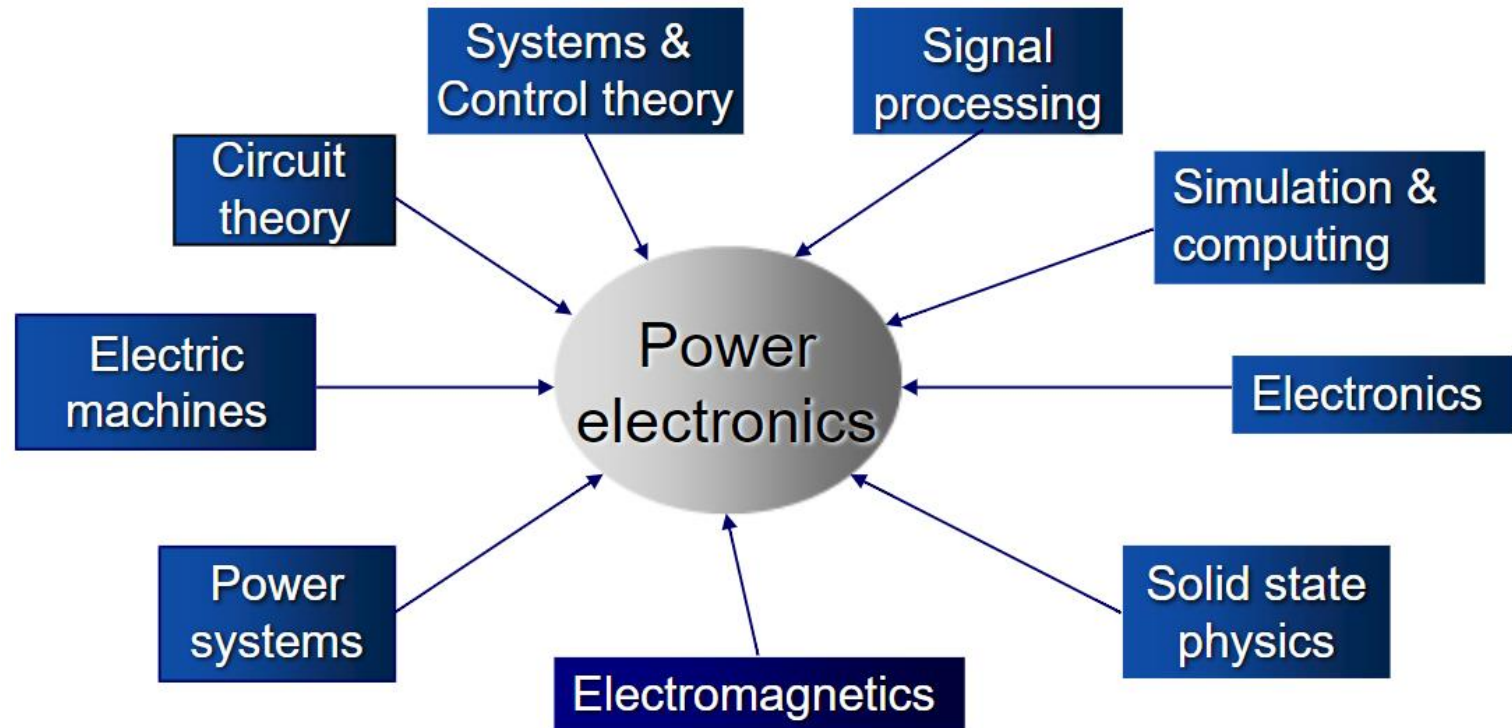 Systems &
Control theory
Signal
processing
Circuit
theory
Simulation &
computing
Electric
machines
Power
electronics
Electronics
Power
systems
Solid state
physics
Electromagnetics